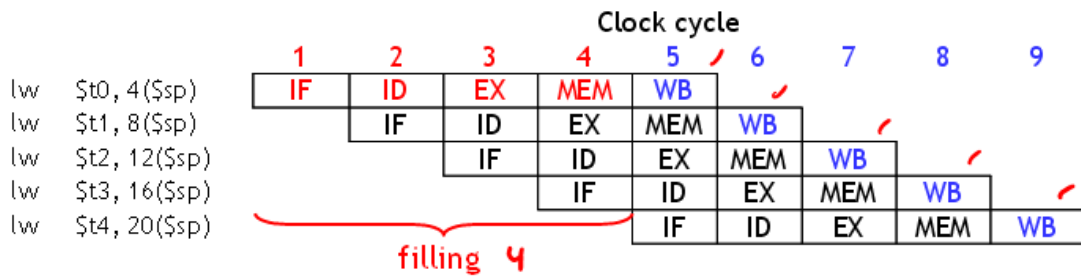 Clock cycle
1 2 3 4 5 6 7 8 9
lw $t0, 4($sp) IF ID EX MEM WB
lw $t1, 8($sp) IF ID EX MEM WB
lw $t2, 12($sp) IF ID EX MEM WB
lw $t3, 16($sp) IF ID EX MEM WB
lw $t4, 20($sp) IF ID EX MEM WB
filling 4